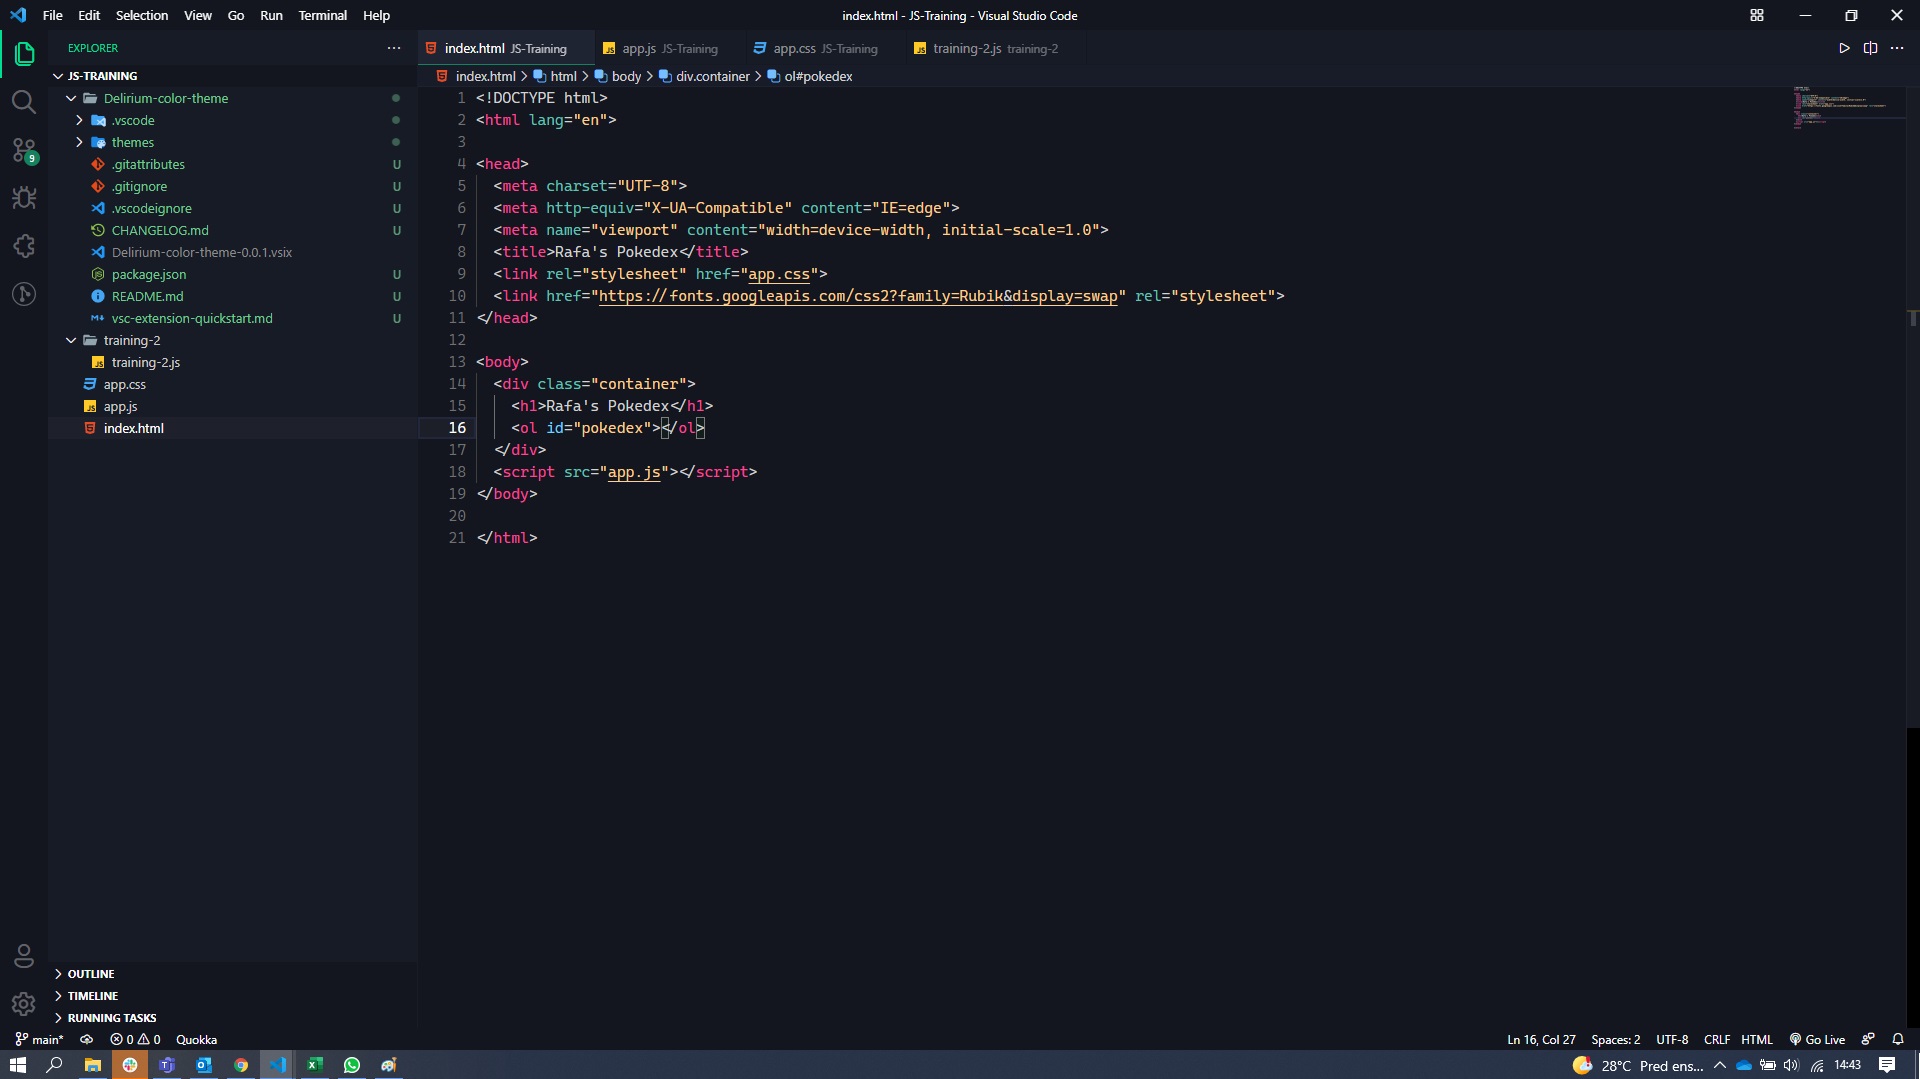 File Edit Selection View Go Run Terminal Help
index.html - JS-Training - Visual Studio Code
EXPLORER
index.html JS-Training
app.js JS-Training
app.css JS-Training
training-2.js training-2
JS-TRAINING
index.html > html > body > div.container > ol#pokedex
Delirium-color-theme
.vscode
themes
.gitattributes U
.gitignore U
.vscodeignore U
CHANGELOG.md U
Delirium-color-theme-0.0.1.vsix
package.json U
README.md U
vsc-extension-quickstart.md U
training-2
training-2.js
app.css
app.js
index.html
9
1 <!DOCTYPE html>
2 <html lang="en">
3
4 <head>
5 <meta charset="UTF-8">
6 <meta http-equiv="X-UA-Compatible" content="IE=edge">
7 <meta name="viewport" content="width=device-width, initial-scale=1.0">
8 <title>Rafa's Pokedex</title>
9 <link rel="stylesheet" href="app.css">
10 <link href="https://fonts.googleapis.com/css2?family=Rubik&display=swap" rel="stylesheet">
11 </head>
12
13 <body>
14 <div class="container">
15 <h1>Rafa's Pokedex</h1>
16 <ol id="pokedex"></ol>
17 </div>
18 <script src="app.js"></script>
19 </body>
20
21 </html>
OUTLINE
TIMELINE
RUNNING TASKS
main* 0 0 Quokka
Ln 16, Col 27 Spaces: 2 UTF-8 CRLF HTML Go Live
28°C Pred ens... 14:43